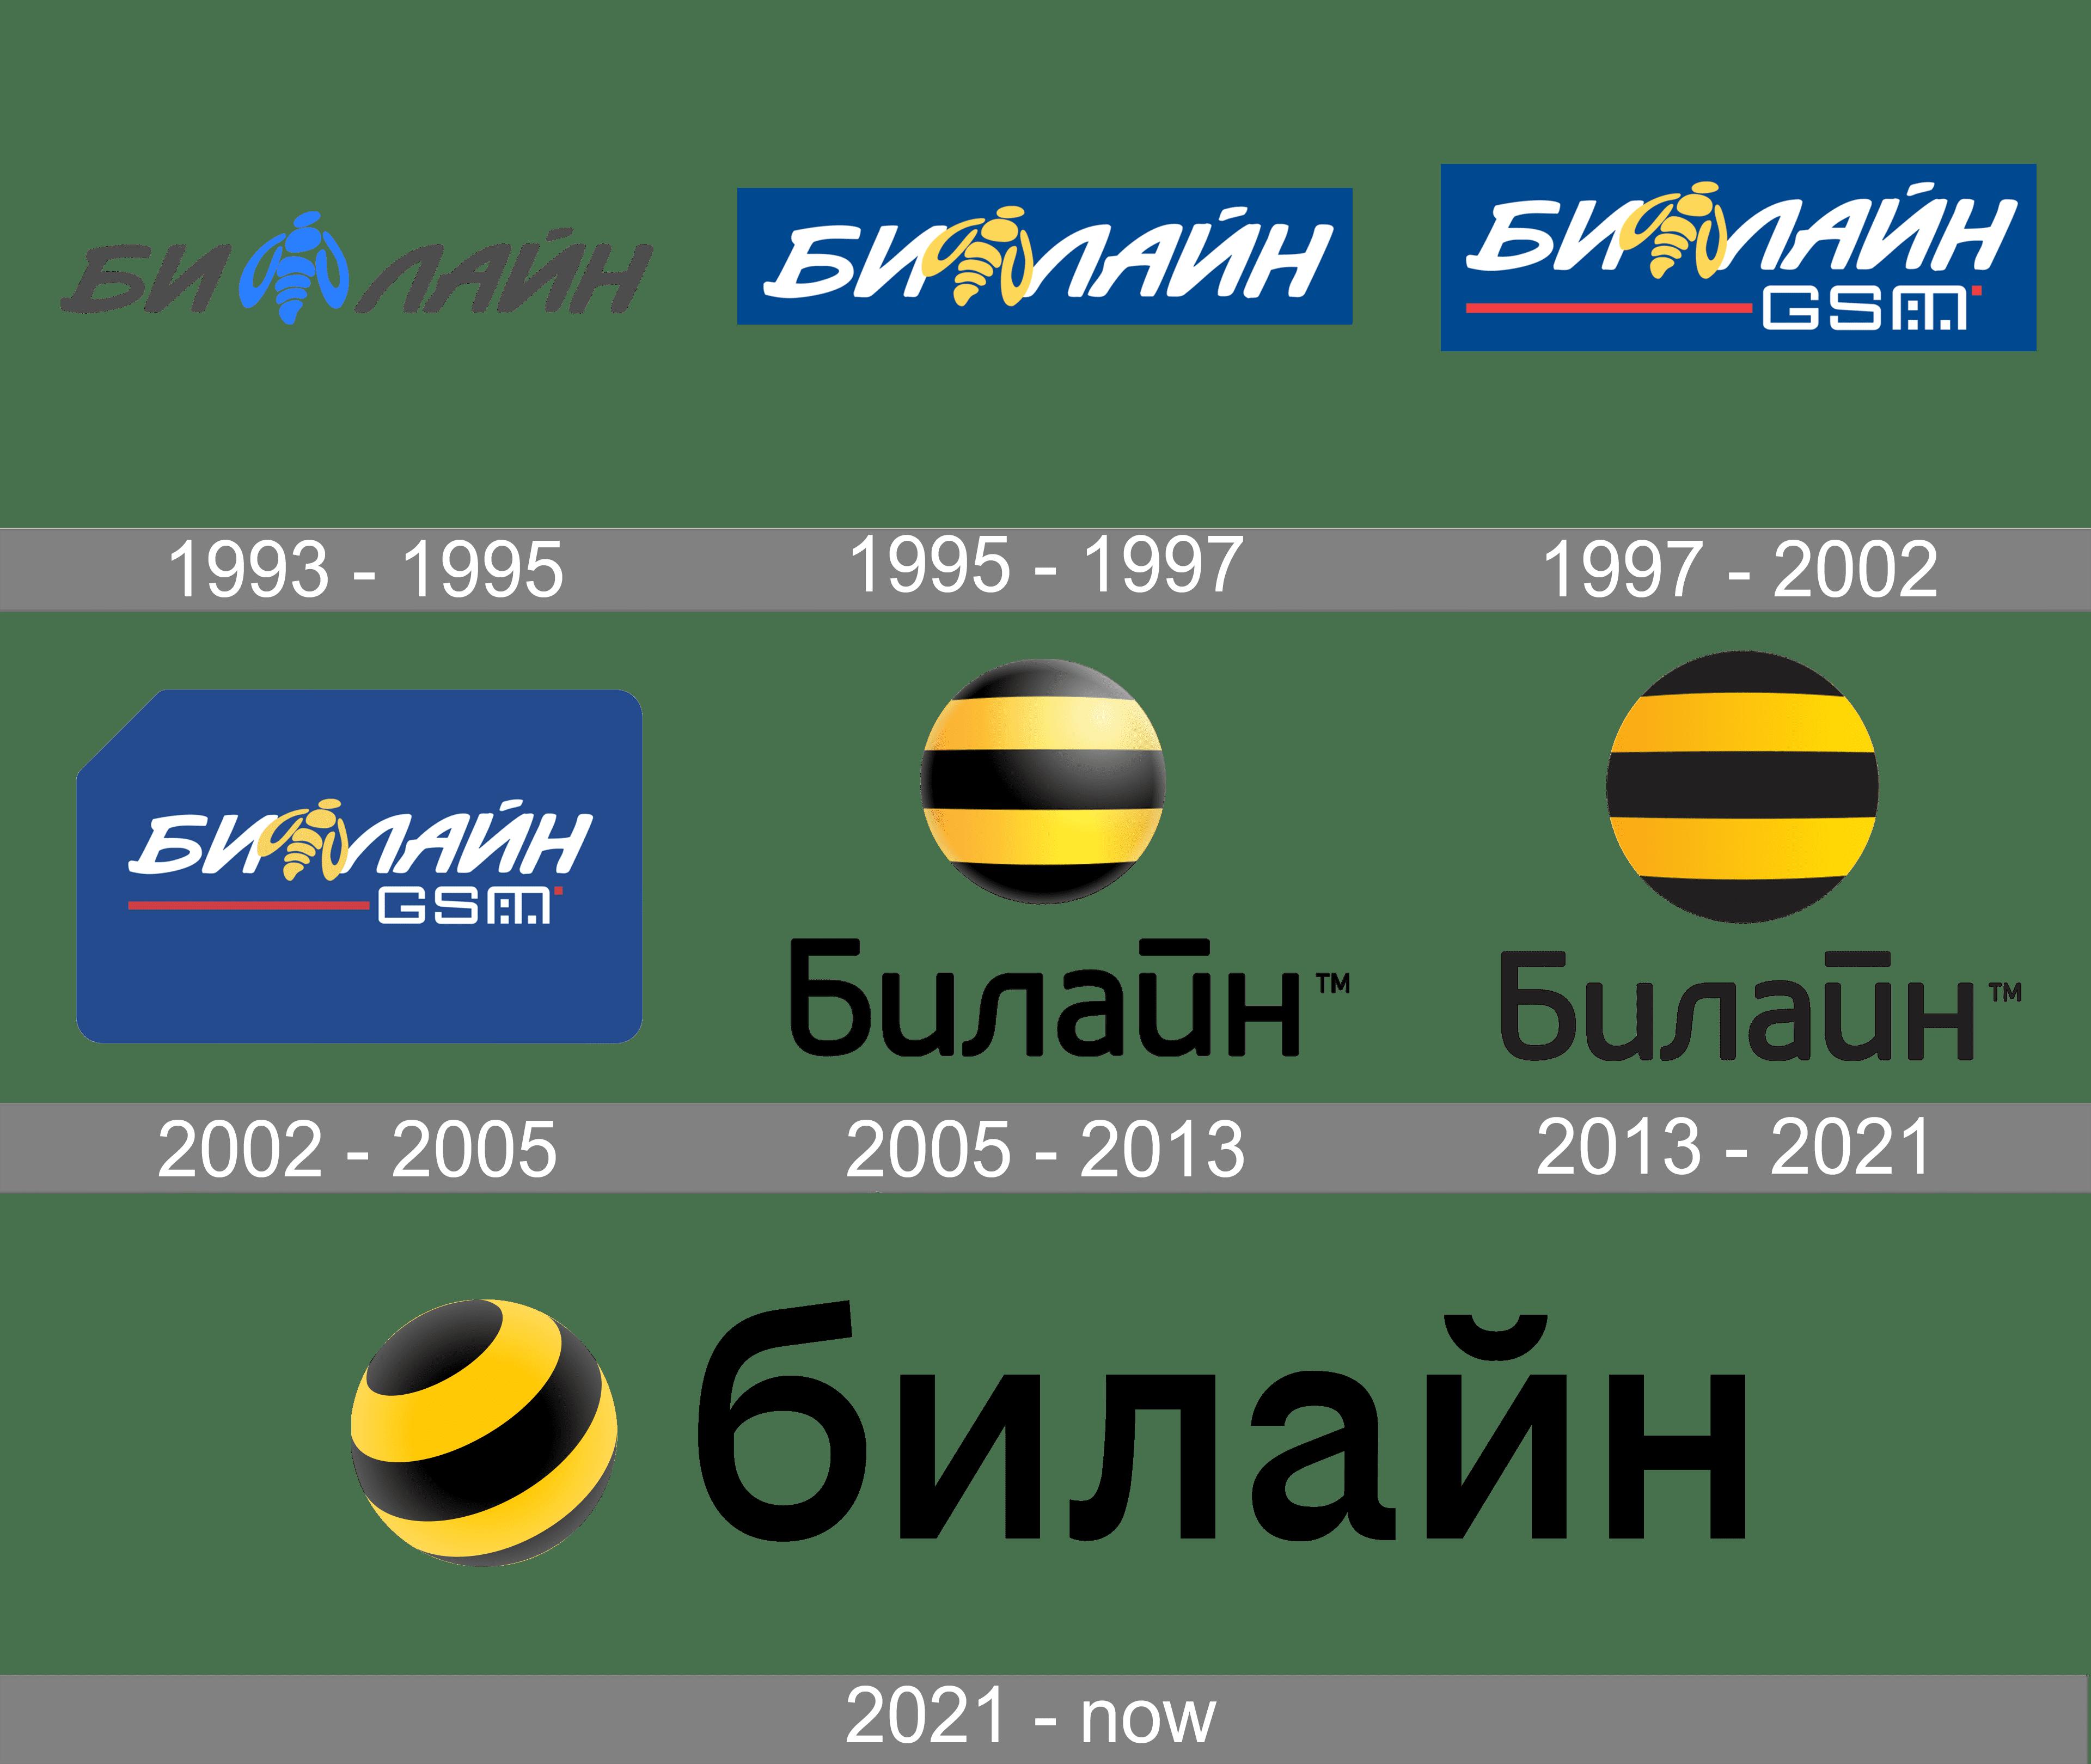 БИЛАЙН
БИЛАЙН
БИЛАЙН
GSM
1993 - 1995
1995 - 1997
1997 - 2002
БИЛАЙН
GSM
Билайн™
Билайн™
2002 - 2005
2005 - 2013
2013 - 2021
билайн
2021 - now